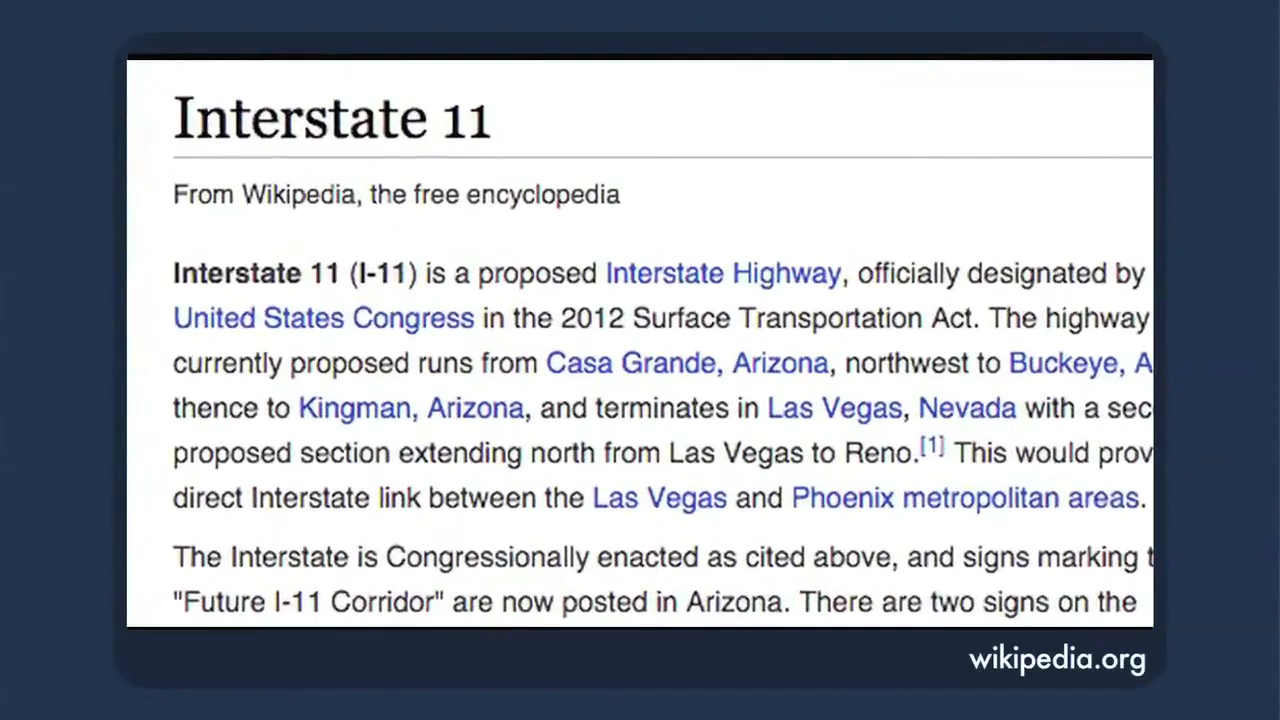 Interstate 11
From Wikipedia, the free encyclopedia
Interstate 11 (I-11) is a proposed Interstate Highway, officially designated by
United States Congress in the 2012 Surface Transportation Act. The highway
currently proposed runs from Casa Grande, Arizona, northwest to Buckeye, A
thence to Kingman, Arizona, and terminates in Las Vegas, Nevada with a sec
proposed section extending north from Las Vegas to Reno.[1] This would prov
direct Interstate link between the Las Vegas and Phoenix metropolitan areas.
The Interstate is Congressionally enacted as cited above, and signs marking t
"Future I-11 Corridor" are now posted in Arizona. There are two signs on the
wikipedia.org